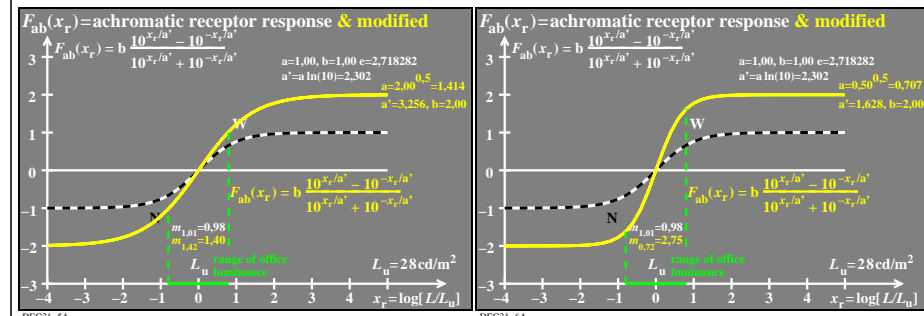 F_ab(x_r)=achromatic receptor response & modified
F_ab(x_r) = b (10^{x_r/a'} − 10^{-x_r/a'}) / (10^{x_r/a'} + 10^{-x_r/a'})
a=1,00, b=1,00 e=2,718282
a'=a ln(10)=2,302
a=2,00^0,5=1,414
a'=3,256, b=2,00
3
2
1
0
−1
−2
−3
W
N
F_ab(x_r) = b (10^{x_r/a'} − 10^{-x_r/a'}) / (10^{x_r/a'} + 10^{-x_r/a'})
m_1,01=0,98
m_1,42=1,40
L_u
range of office
luminance
L_u=28cd/m²
−4 −3 −2 −1 0 1 2 3 4 5
x_r=log[L/L_u]
F_ab(x_r)=achromatic receptor response & modified
F_ab(x_r) = b (10^{x_r/a'} − 10^{-x_r/a'}) / (10^{x_r/a'} + 10^{-x_r/a'})
a=1,00, b=1,00 e=2,718282
a'=a ln(10)=2,302
a=0,50^0,5=0,707
a'=1,628, b=2,00
3
2
1
0
−1
−2
−3
W
N
F_ab(x_r) = b (10^{x_r/a'} − 10^{-x_r/a'}) / (10^{x_r/a'} + 10^{-x_r/a'})
m_1,01=0,98
m_0,72=2,75
L_u
range of office
luminance
L_u=28cd/m²
−4 −3 −2 −1 0 1 2 3 4 5
x_r=log[L/L_u]